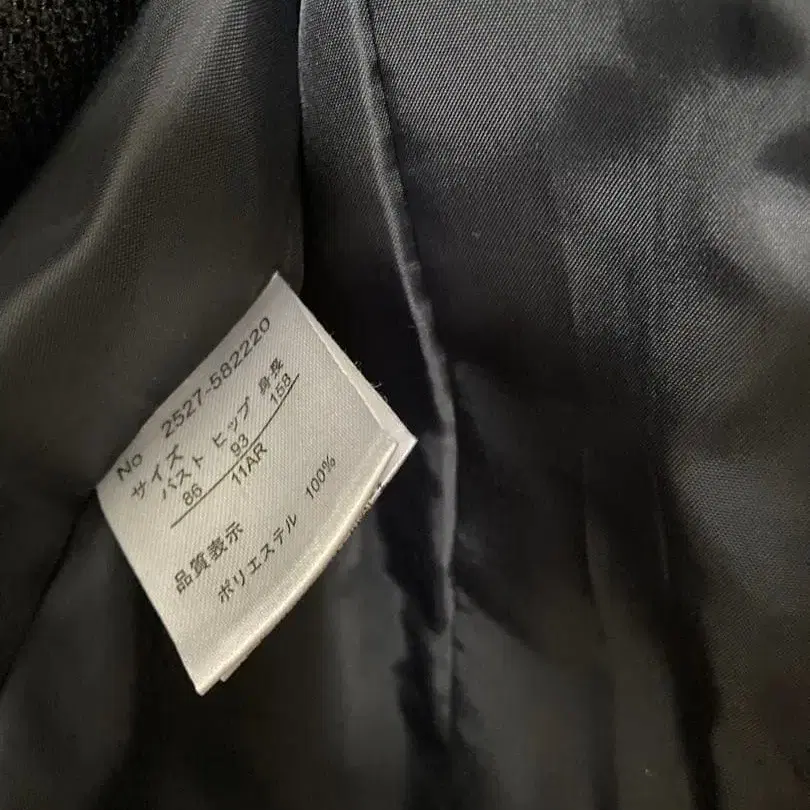 No 2527-582220
サイズ
バスト ヒップ 身長
86 93 158
11AR
品質表示
ポリエステル 100%